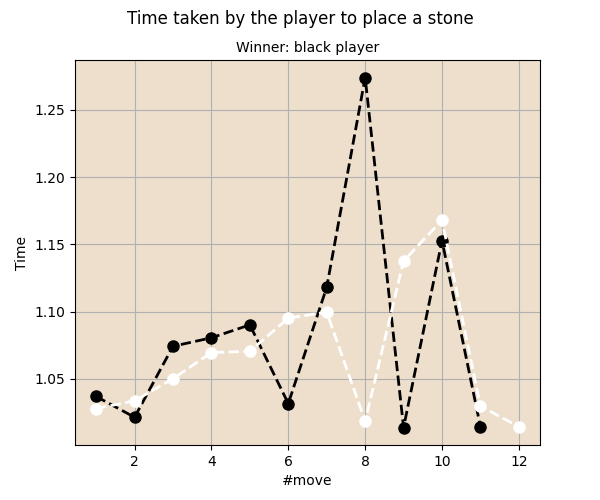 Time taken by the player to place a stone
Winner: black player
1.25
1.20
1.15
1.10
1.05
Time
2 4 6 8 10 12
#move